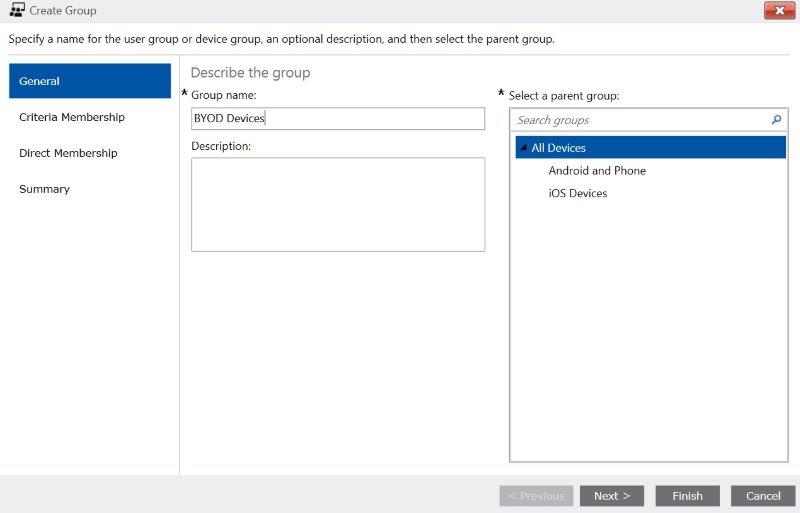 Create Group
Specify a name for the user group or device group, an optional description, and then select the parent group.
General
Criteria Membership
Direct Membership
Summary
Describe the group
* Group name:
BYOD Devices
Description:
* Select a parent group:
Search groups
All Devices
Android and Phone
iOS Devices
< Previous
Next >
Finish
Cancel